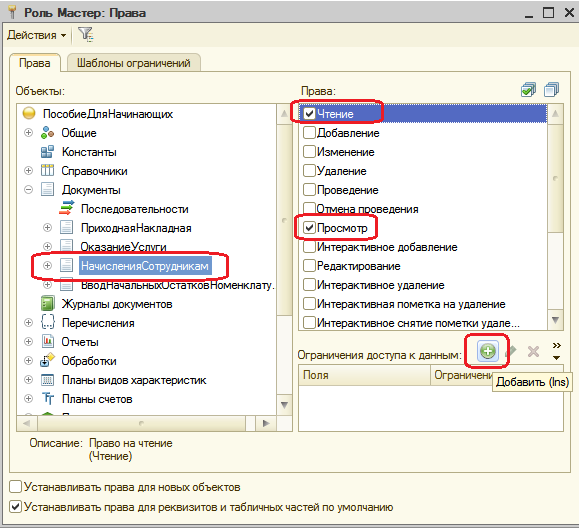 Роль Мастер: Права
Действия
Права
Шаблоны ограничений
Объекты:
ПособиеДляНачинающих
Общие
Константы
Справочники
Документы
Последовательности
ПриходнаяНакладная
ОказаниеУслуги
НачисленияСотрудникам
ВводНачальныхОстатковНоменклату.
Журналы документов
Перечисления
Отчеты
Обработки
Планы видов характеристик
Планы счетов
Описание: Право на чтение
(Чтение)
Права:
Чтение
Добавление
Изменение
Удаление
Проведение
Отмена проведения
Просмотр
Интерактивное добавление
Редактирование
Интерактивное удаление
Интерактивная пометка на удаление
Интерактивное снятие пометки удале...
Ограничения доступа к данным:
Поля
Ограничени
Добавить (Ins)
Устанавливать права для новых объектов
Устанавливать права для реквизитов и табличных частей по умолчанию